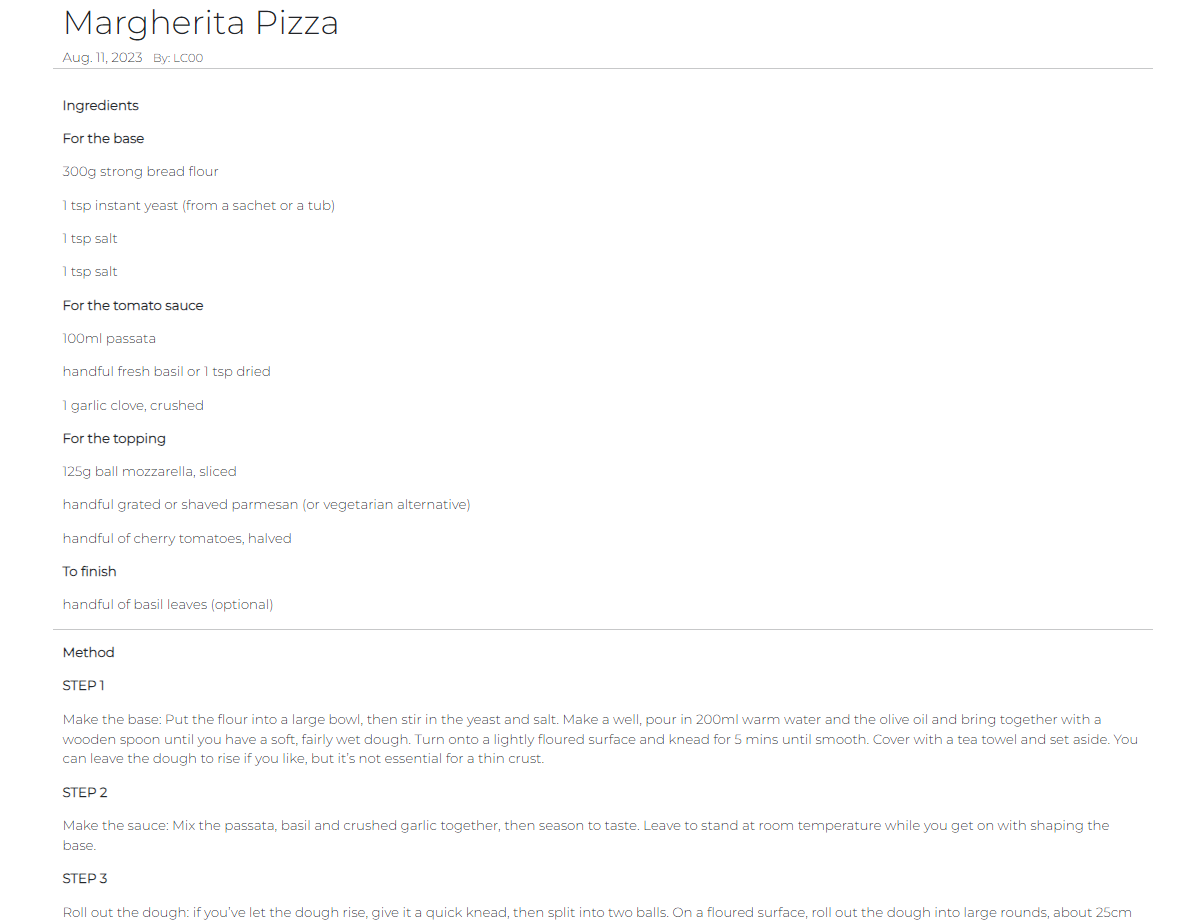 Margherita Pizza
Aug. 11, 2023 By: LC00
Ingredients
For the base
300g strong bread flour
1 tsp instant yeast (from a sachet or a tub)
1 tsp salt
1 tsp salt
For the tomato sauce
100ml passata
handful fresh basil or 1 tsp dried
1 garlic clove, crushed
For the topping
125g ball mozzarella, sliced
handful grated or shaved parmesan (or vegetarian alternative)
handful of cherry tomatoes, halved
To finish
handful of basil leaves (optional)
Method
STEP 1
Make the base: Put the flour into a large bowl, then stir in the yeast and salt. Make a well, pour in 200ml warm water and the olive oil and bring together with a
wooden spoon until you have a soft, fairly wet dough. Turn onto a lightly floured surface and knead for 5 mins until smooth. Cover with a tea towel and set aside. You
can leave the dough to rise if you like, but it’s not essential for a thin crust.
STEP 2
Make the sauce: Mix the passata, basil and crushed garlic together, then season to taste. Leave to stand at room temperature while you get on with shaping the
base.
STEP 3
Roll out the dough: if you’ve let the dough rise, give it a quick knead, then split into two balls. On a floured surface, roll out the dough into large rounds, about 25cm